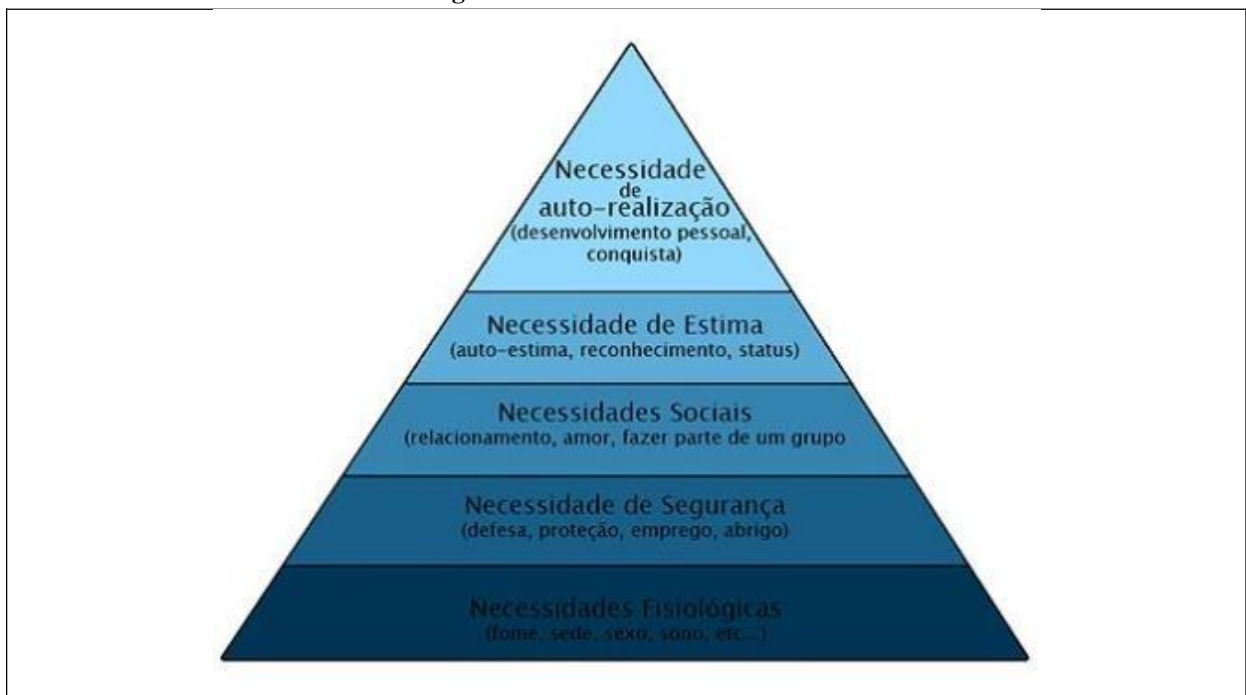 Necessidade
de
auto-realização
(desenvolvimento pessoal,
conquista)
Necessidade de Estima
(auto-estima, reconhecimento, status)
Necessidades Sociais
(relacionamento, amor, fazer parte de um grupo
Necessidade de Segurança
(defesa, proteção, emprego, abrigo)
Necessidades Fisiológicas
(fome, sede, sexo, sono, etc...)